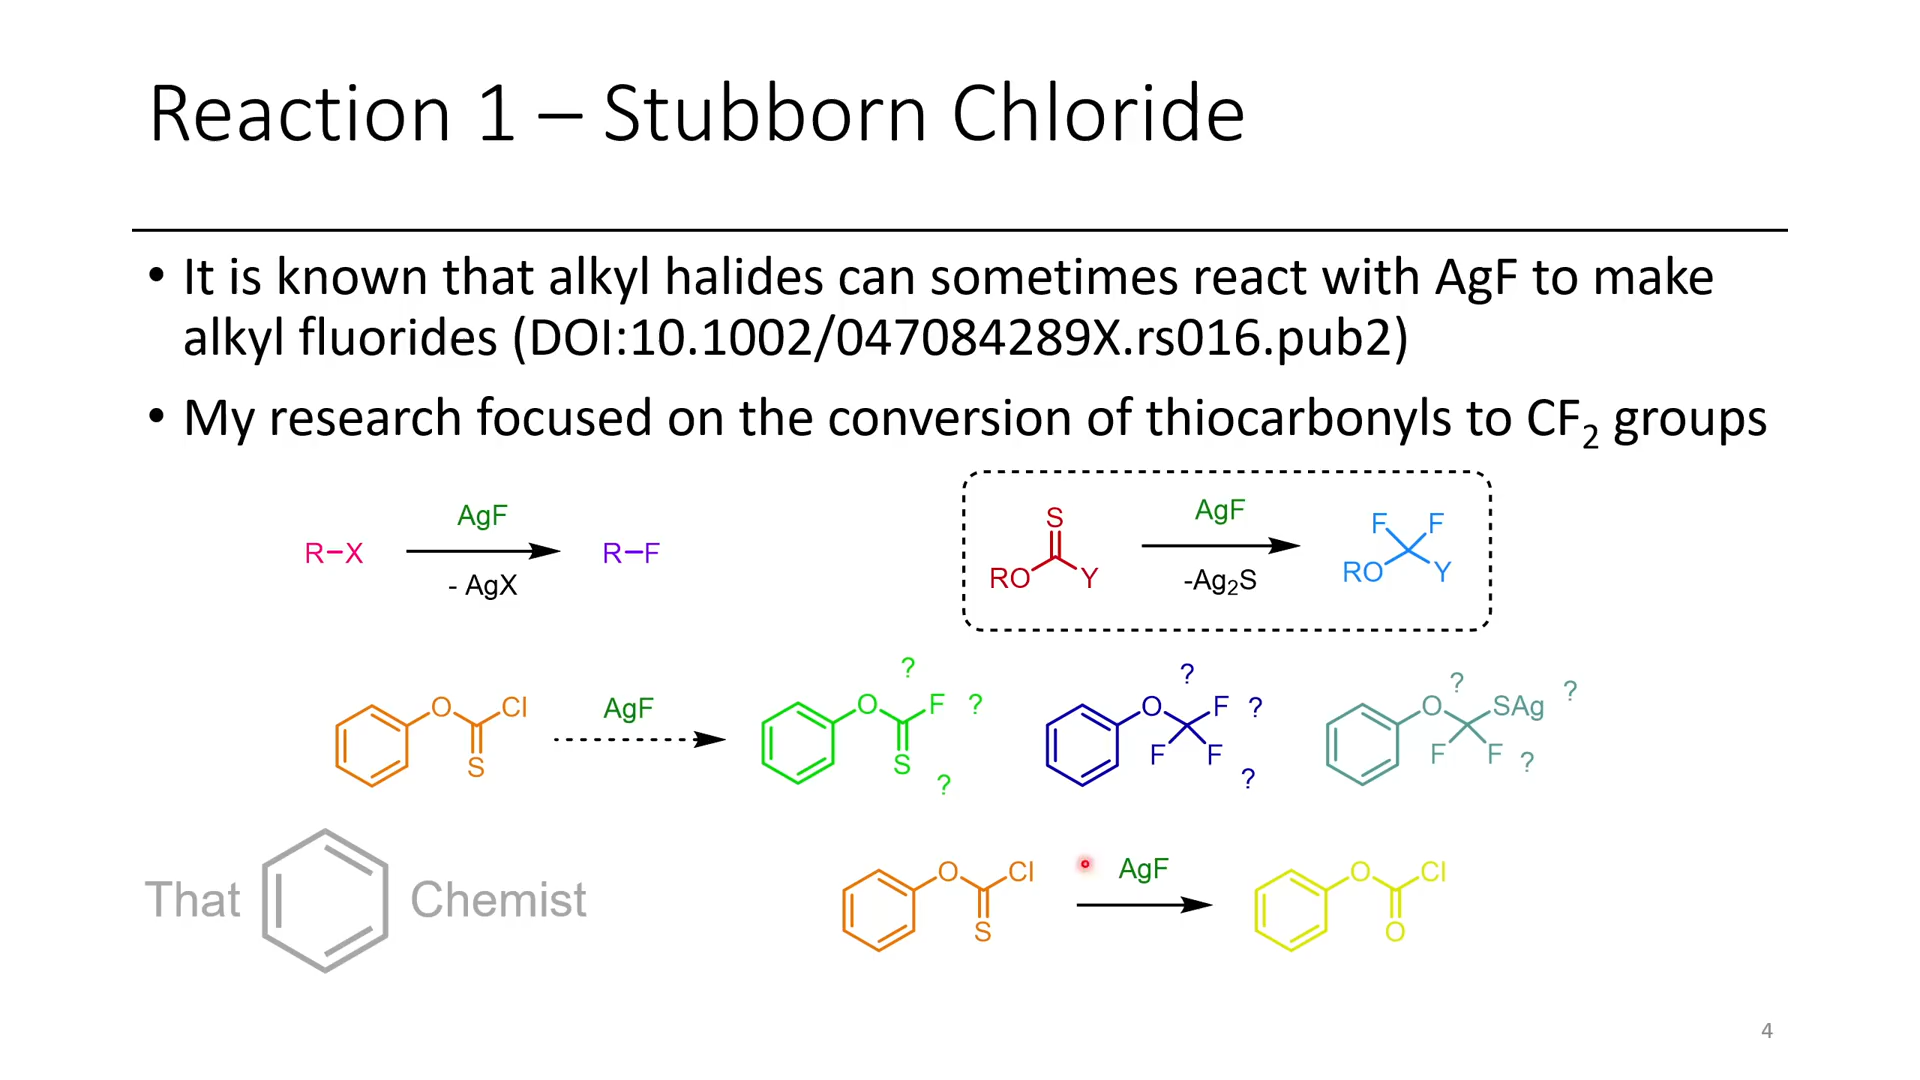 Reaction 1 – Stubborn Chloride
• It is known that alkyl halides can sometimes react with AgF to make
alkyl fluorides (DOI:10.1002/047084289X.rs016.pub2)
• My research focused on the conversion of thiocarbonyls to CF₂ groups
R–X
AgF
- AgX
R–F
S
RO
Y
AgF
-Ag₂S
F
F
RO
Y
O
Cl
S
AgF
?
O
F
?
S
?
?
O
F
?
F
F
?
?
O
SAg
?
F
F
?
That
Chemist
O
Cl
S
AgF
O
Cl
O
4